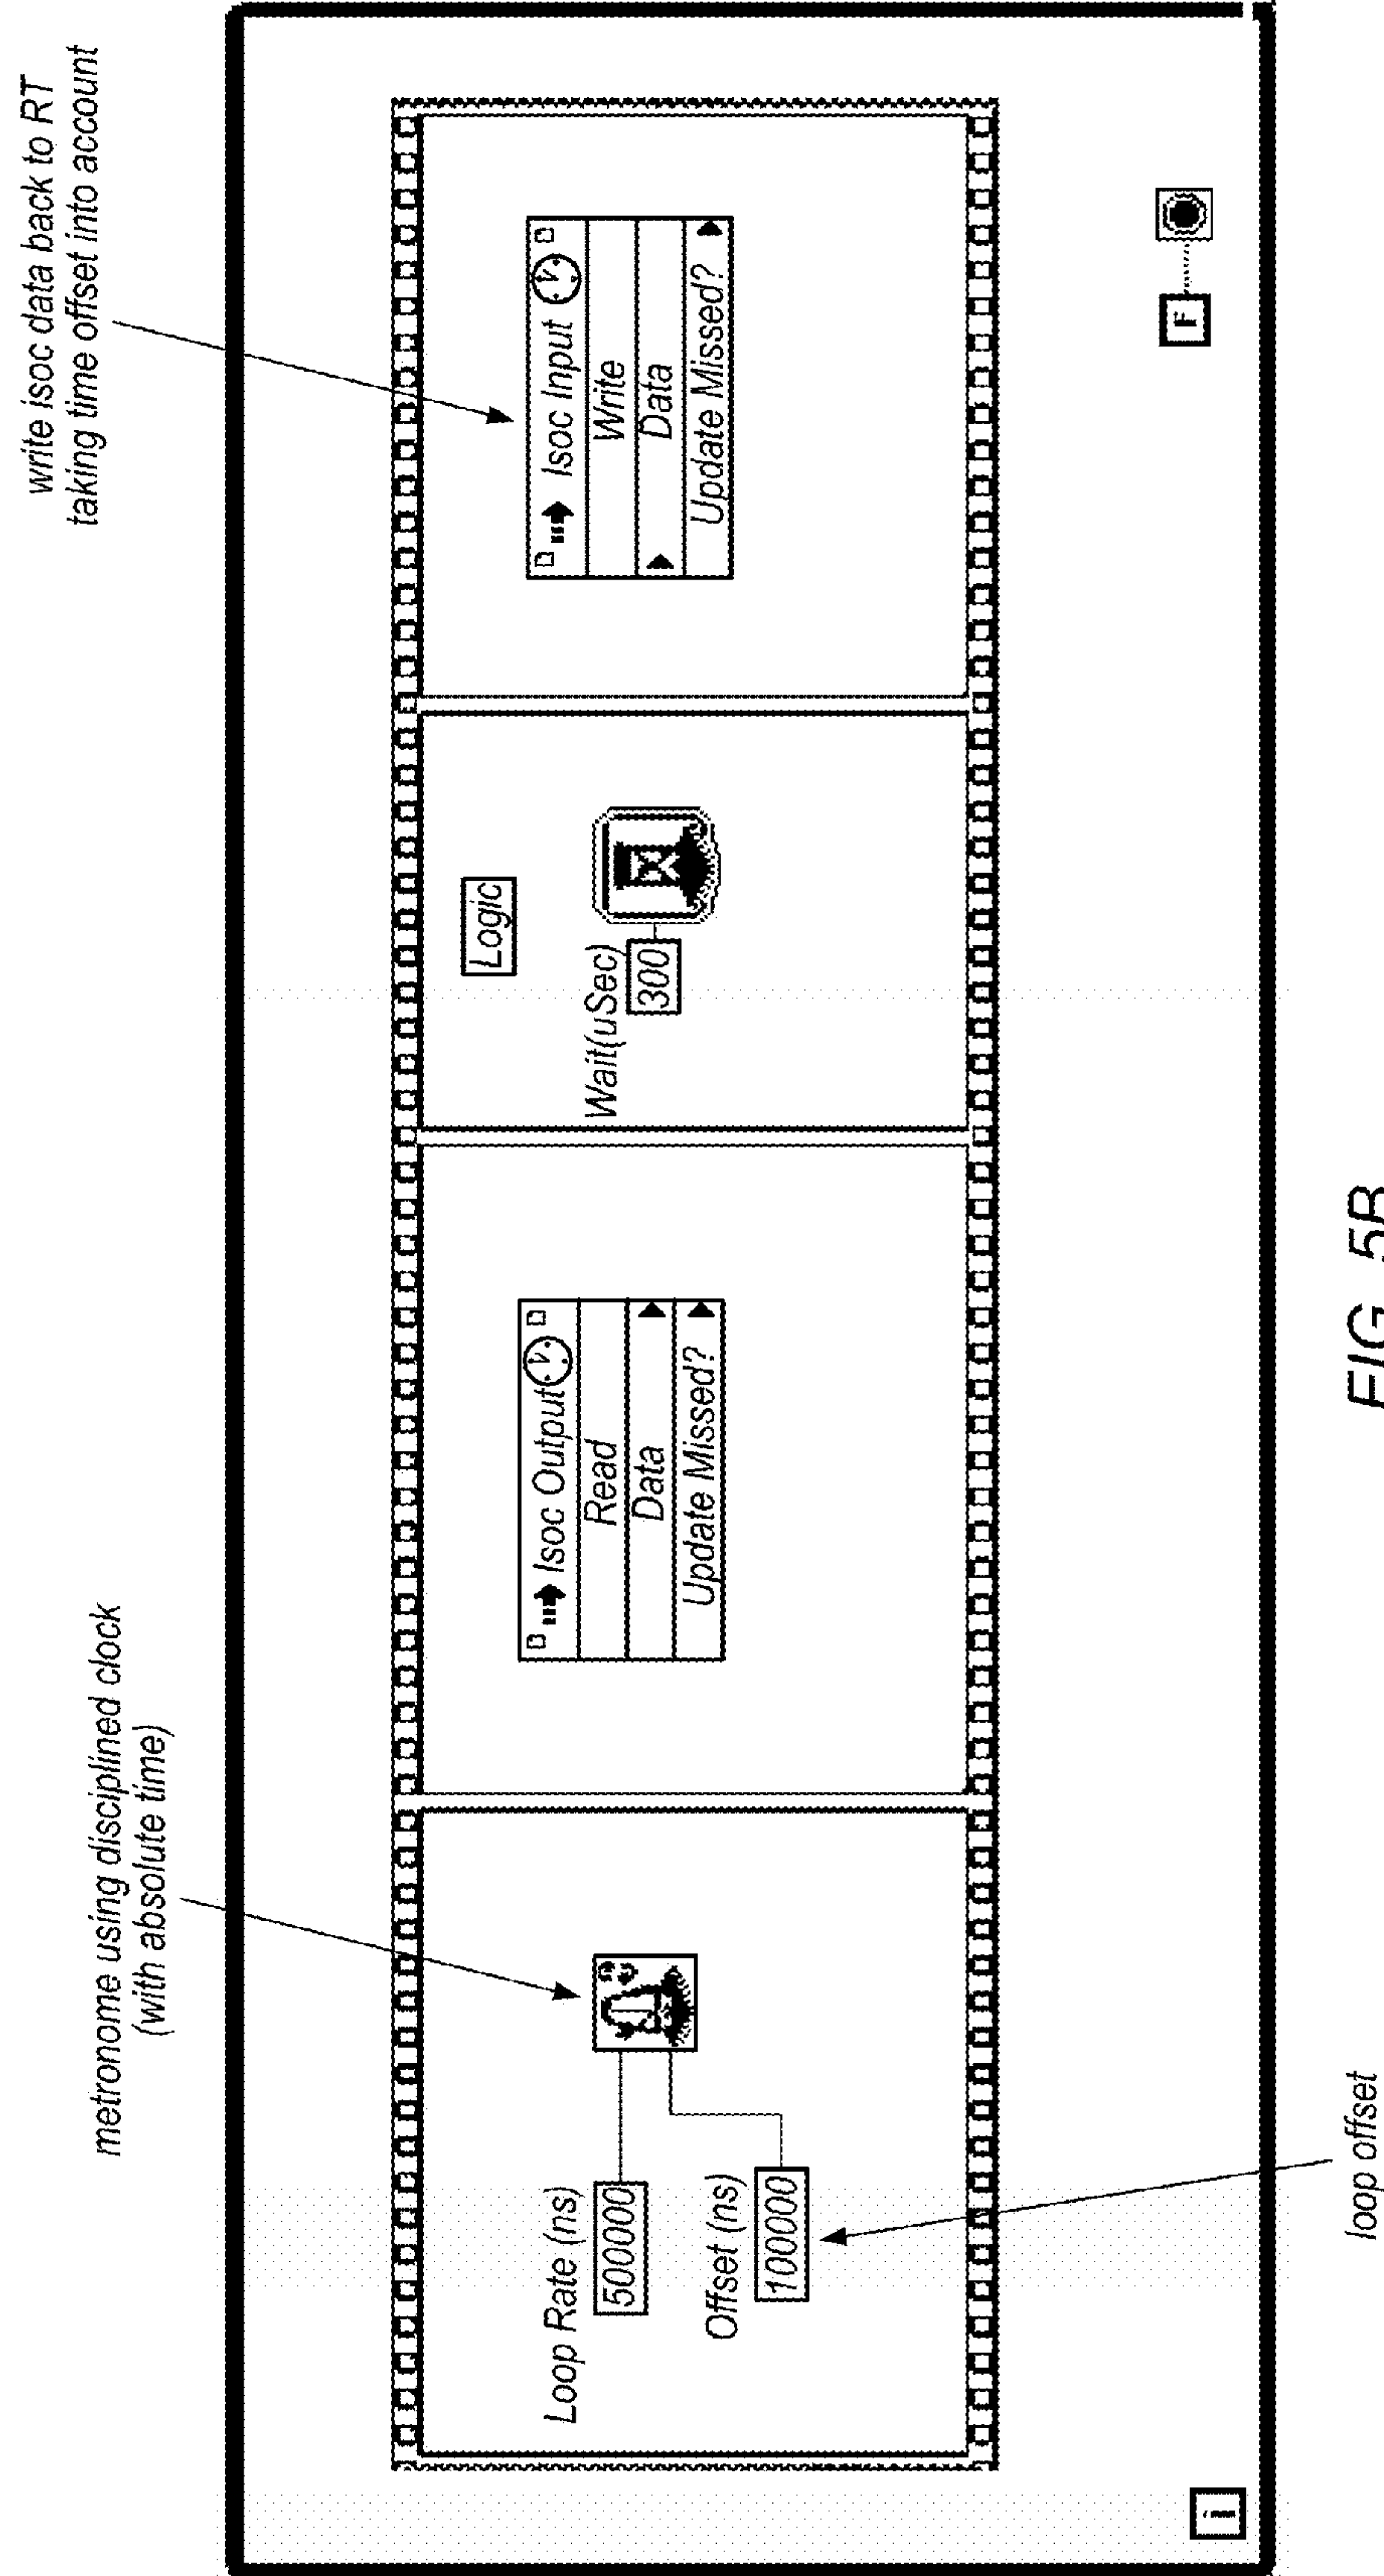 metronome using disciplined clock
(with absolute time)
write isoc data back to RT
taking time offset into account
Loop Rate (ns)
500000
Offset (ns)
100000
loop offset
Isoc Output
Read
Data
Update Missed?
Logic
Wait(uSec)
300
Isoc Input
Write
Data
Update Missed?
i
F
FIG. 5B